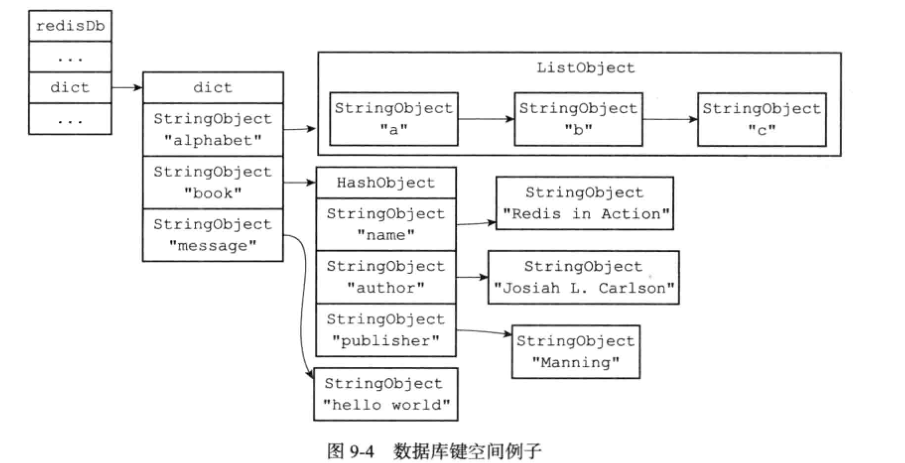 redisDb
...
dict
...
dict
StringObject
"alphabet"
StringObject
"book"
StringObject
"message"
ListObject
StringObject
"a"
StringObject
"b"
StringObject
"c"
HashObject
StringObject
"name"
StringObject
"author"
StringObject
"publisher"
StringObject
"Redis in Action"
StringObject
"Josiah L. Carlson"
StringObject
"Manning"
StringObject
"hello world"
图 9-4 数据库键空间例子